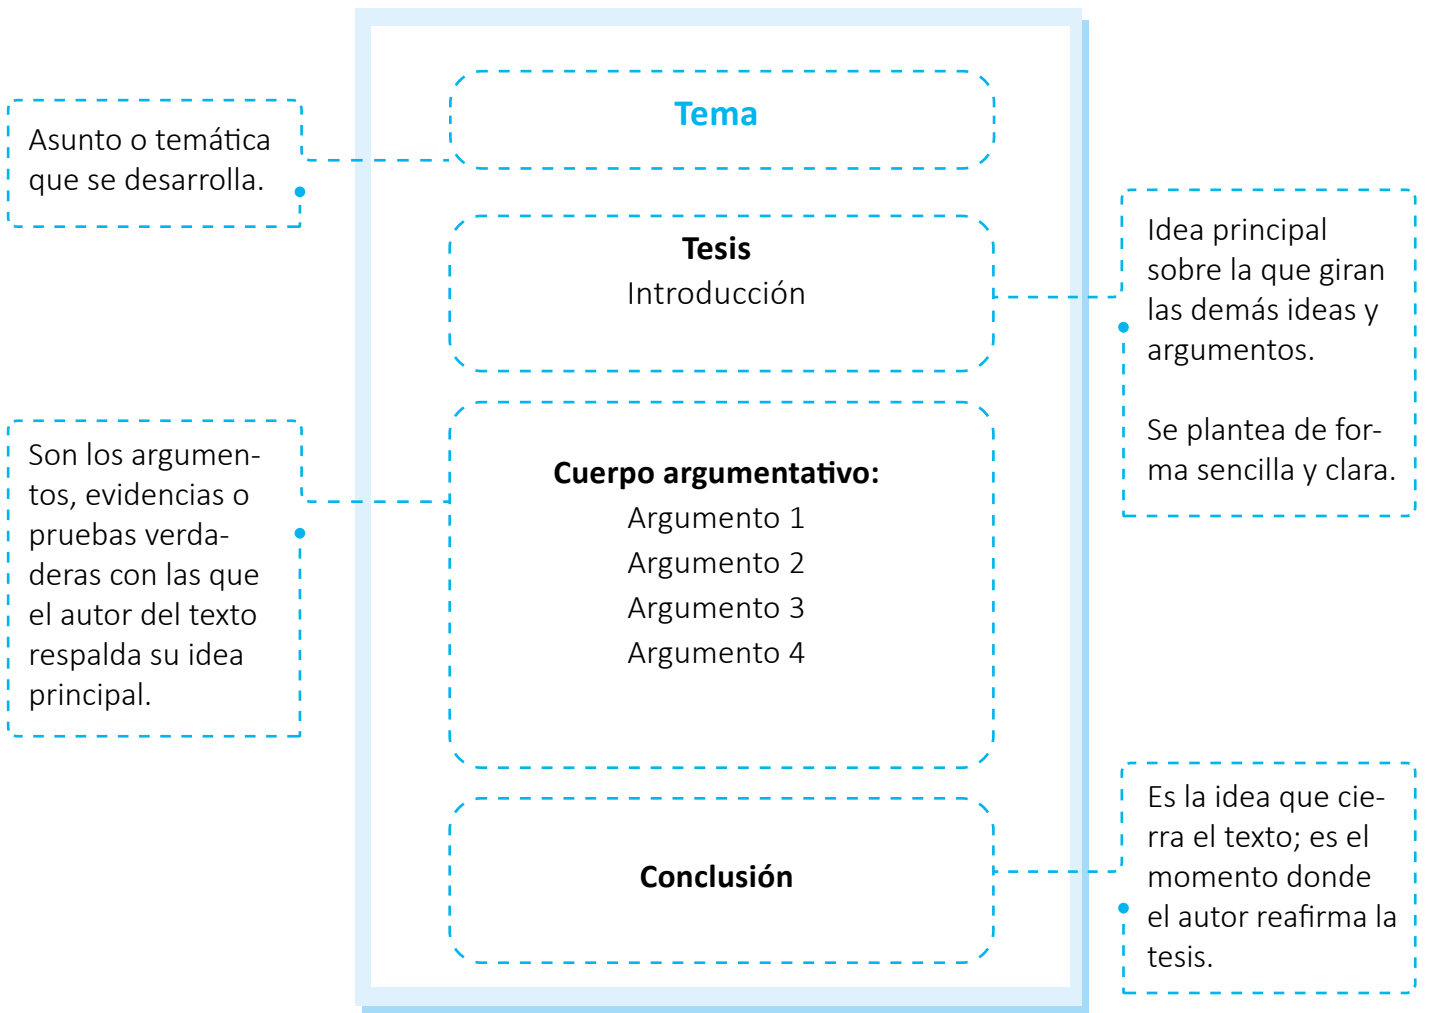 Tema
Asunto o temática
que se desarrolla.
Tesis
Introducción
Idea principal
sobre la que giran
las demás ideas y
argumentos.
Se plantea de for-
ma sencilla y clara.
Cuerpo argumentativo:
Argumento 1
Argumento 2
Argumento 3
Argumento 4
Son los argumen-
tos, evidencias o
pruebas verda-
deras con las que
el autor del texto
respalda su idea
principal.
Conclusión
Es la idea que cie-
rra el texto; es el
momento donde
el autor reafirma la
tesis.